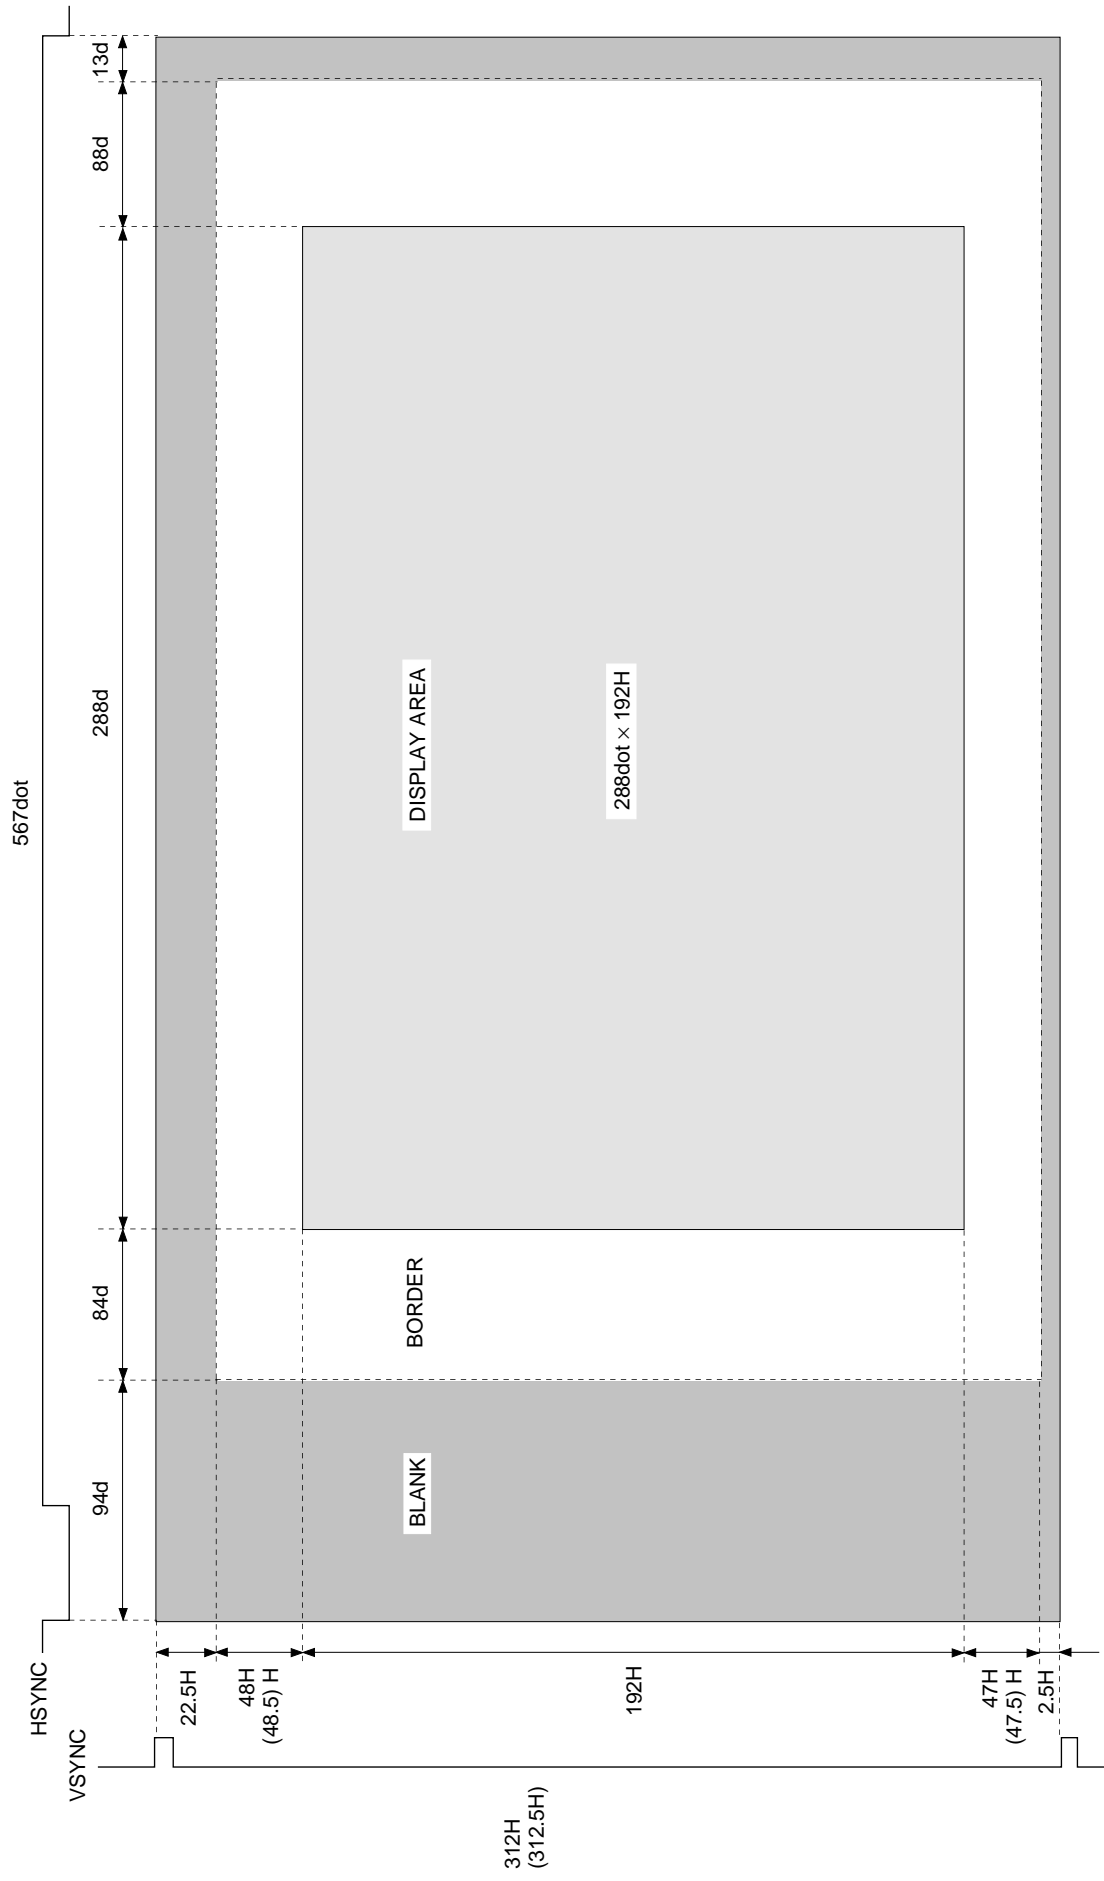 567dot
HSYNC
94d
84d
288d
88d
13d
VSYNC
22.5H
48H
(48.5) H
192H
47H
(47.5) H
2.5H
312H
(312.5H)
BLANK
BORDER
DISPLAY AREA
288dot × 192H